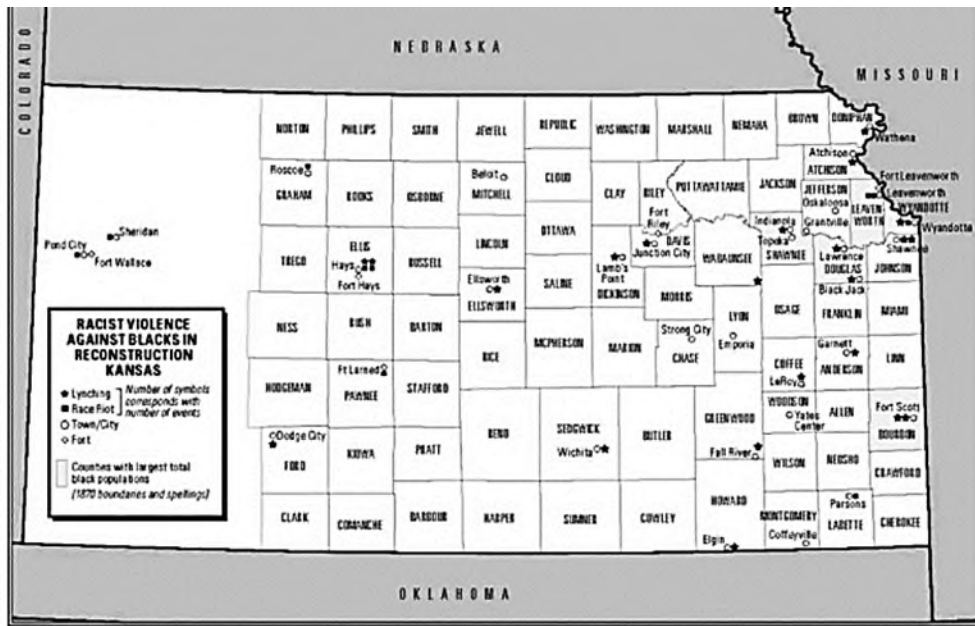 NEBRASKA
COLORADO
MISSOURI
NORTON
PHILLIPS
SMITH
JEWELL
REPUBLIC
WASHINGTON
MARSHALL
NEMAHA
BROWN
DONIPHAN
Wathena
Atchison
ATCHISON
Roscoe
GRAHAM
ROOKS
OSBORNE
Beloit
MITCHELL
CLOUD
CLAY
RILEY
POTTAWATTAMIE
JACKSON
JEFFERSON
Oskaloosa
Fort Leavenworth
Leavenworth
LEAVEN
WORTH
WYANDOTTE
Wyandotta
Fort
Riley
Indianola
Grantville
Topeka
SHAWNEE
Shawnee
Sheridan
Pond City
Fort Wallace
TREGO
ELLIS
Hays
Fort Hays
RUSSELL
LINCOLN
OTTAWA
DAVIS
Junction City
WABAUNSEE
Lawrence
DOUGLAS
JOHNSON
Black Jack
Ellsworth
ELLSWORTH
SALINE
Lamb's
Point
DICKINSON
MORRIS
LYON
OSAGE
FRANKLIN
MIAMI
NESS
RUSH
BARTON
RICE
MCPHERSON
MARION
Strong City
CHASE
Emporia
COFFEE
LeRoy
Garnett
ANDERSON
LINN
HODGEMAN
Ft Larned
PAWNEE
STAFFORD
RENO
SEDGWICK
Wichita
BUTLER
GREENWOOD
Fall River
WOODSON
Yates
Center
ALLEN
Fort Scott
BOURBON
Dodge City
FORD
KIOWA
PRATT
WILSON
NEOSHO
CRAWFORD
CLARK
COMANCHE
BARBOUR
HARPER
SUMNER
COWLEY
HOWARD
Elgin
MONTGOMERY
Coffeyville
Parsons
LABETTE
CHEROKEE
RACIST VIOLENCE
AGAINST BLACKS IN
RECONSTRUCTION
KANSAS
Lynching
Race Riot
Number of symbols
corresponds with
number of events
Town/City
Fort
Counties with largest total
black populations
(1870 boundaries and spellings)
OKLAHOMA